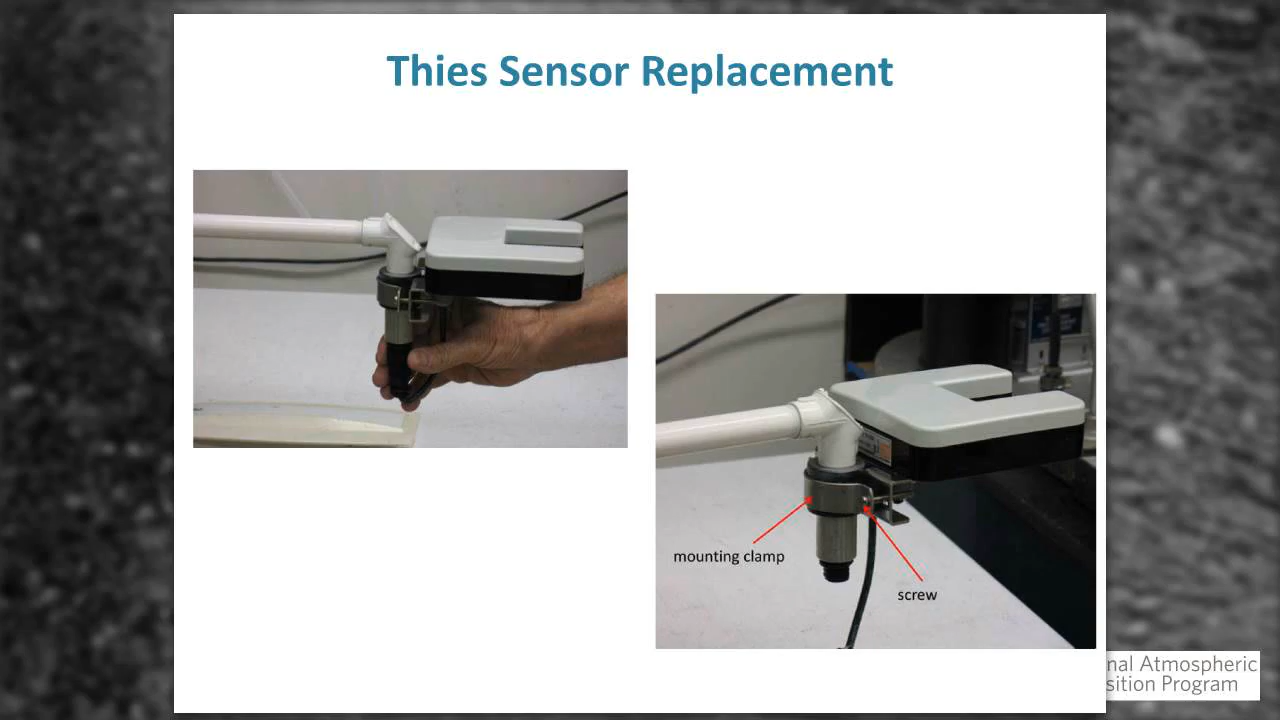 Thies Sensor Replacement
mounting clamp
screw
nal Atmospheric
sition Program